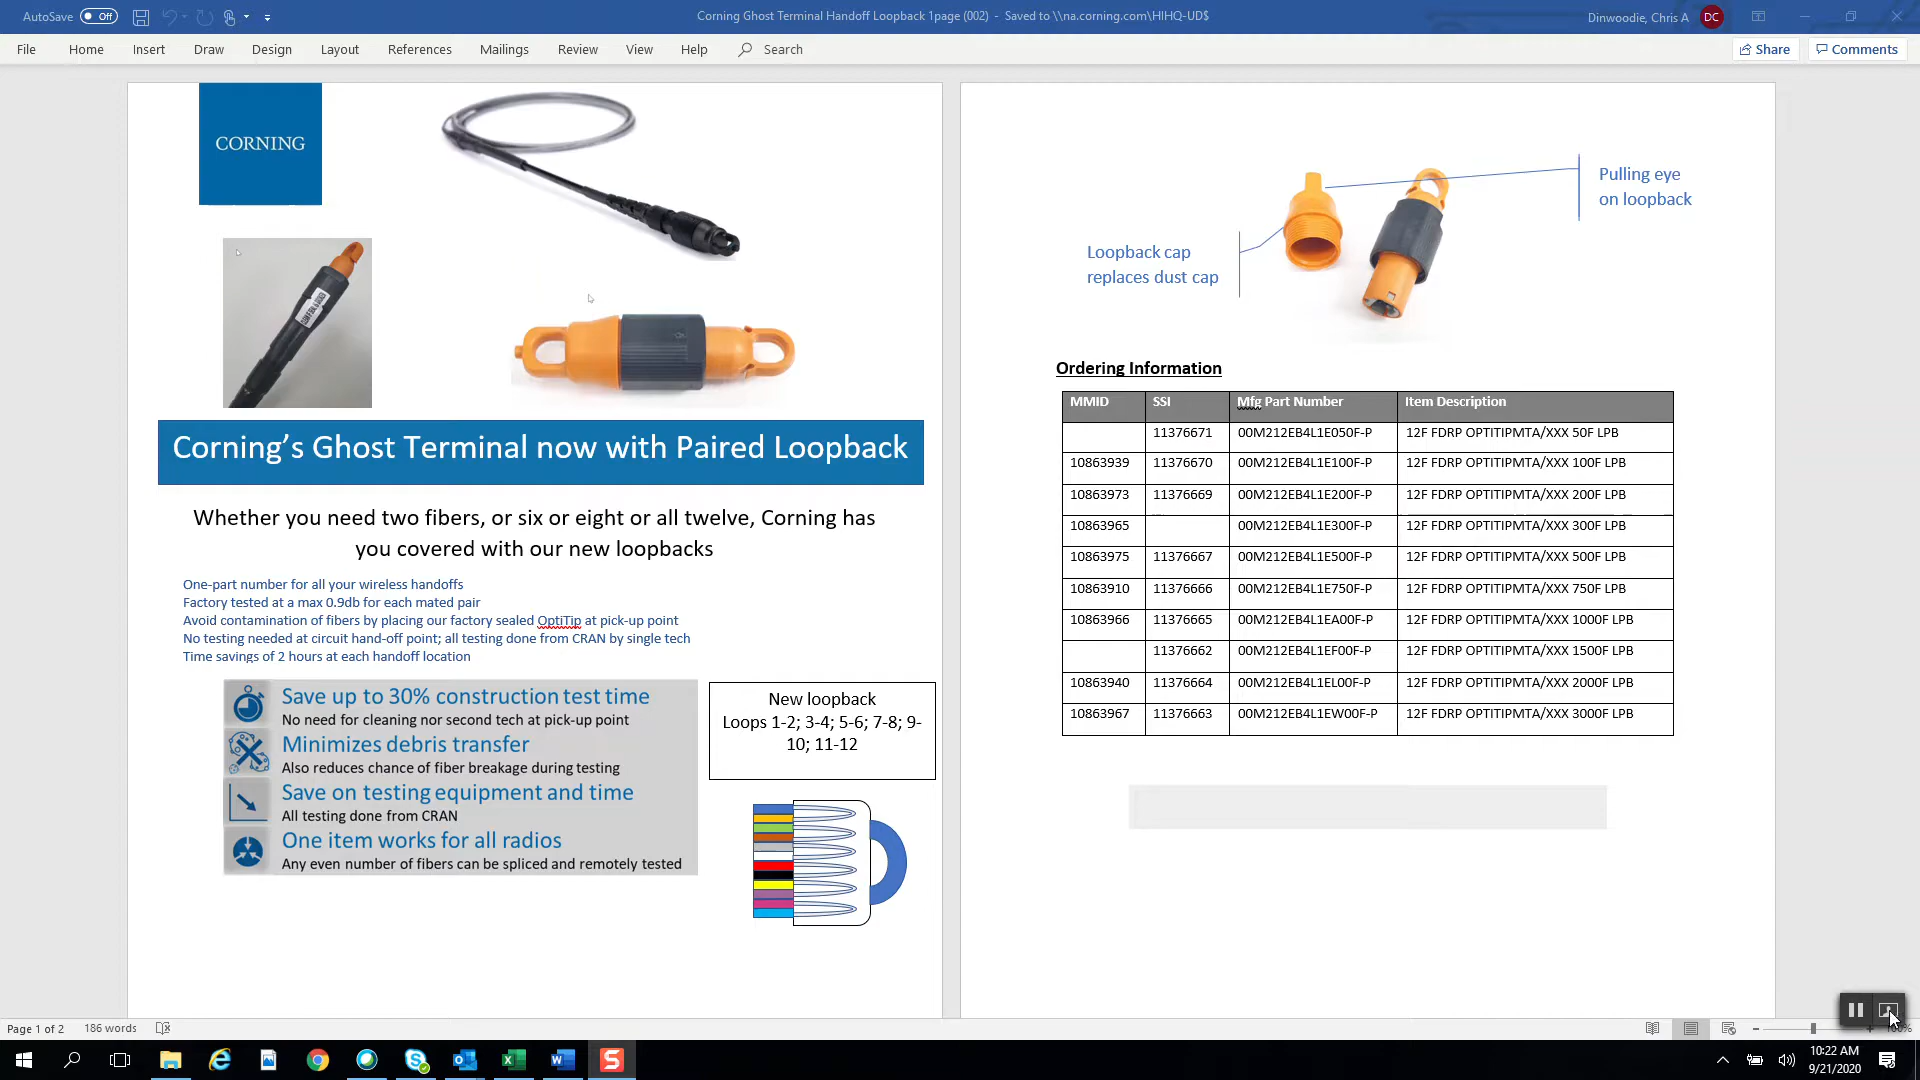 AutoSave Off
Corning Ghost Terminal Handoff Loopback 1page (002) - Saved to \\na.corning.com\HIHQ-UD$
Dinwoodie, Chris A DC
File Home Insert Draw Design Layout References Mailings Review View Help Search Share Comments
CORNING
Corning’s Ghost Terminal now with Paired Loopback
Whether you need two fibers, or six or eight or all twelve, Corning has
you covered with our new loopbacks
One-part number for all your wireless handoffs
Factory tested at a max 0.9db for each mated pair
Avoid contamination of fibers by placing our factory sealed OptiTip at pick-up point
No testing needed at circuit hand-off point; all testing done from CRAN by single tech
Time savings of 2 hours at each handoff location
Save up to 30% construction test time
No need for cleaning nor second tech at pick-up point
Minimizes debris transfer
Also reduces chance of fiber breakage during testing
Save on testing equipment and time
All testing done from CRAN
One item works for all radios
Any even number of fibers can be spliced and remotely tested
New loopback
Loops 1-2; 3-4; 5-6; 7-8; 9-
10; 11-12
Pulling eye
on loopback
Loopback cap
replaces dust cap
Ordering Information
MMID SSI Mfg Part Number Item Description
11376671 00M212EB4L1E050F-P 12F FDRP OPTITIPMTA/XXX 50F LPB
10863939 11376670 00M212EB4L1E100F-P 12F FDRP OPTITIPMTA/XXX 100F LPB
10863973 11376669 00M212EB4L1E200F-P 12F FDRP OPTITIPMTA/XXX 200F LPB
10863965 00M212EB4L1E300F-P 12F FDRP OPTITIPMTA/XXX 300F LPB
10863975 11376667 00M212EB4L1E500F-P 12F FDRP OPTITIPMTA/XXX 500F LPB
10863910 11376666 00M212EB4L1E750F-P 12F FDRP OPTITIPMTA/XXX 750F LPB
10863966 11376665 00M212EB4L1EA00F-P 12F FDRP OPTITIPMTA/XXX 1000F LPB
11376662 00M212EB4L1EF00F-P 12F FDRP OPTITIPMTA/XXX 1500F LPB
10863940 11376664 00M212EB4L1EL00F-P 12F FDRP OPTITIPMTA/XXX 2000F LPB
10863967 11376663 00M212EB4L1EW00F-P 12F FDRP OPTITIPMTA/XXX 3000F LPB
Page 1 of 2 186 words
10:22 AM
9/21/2020